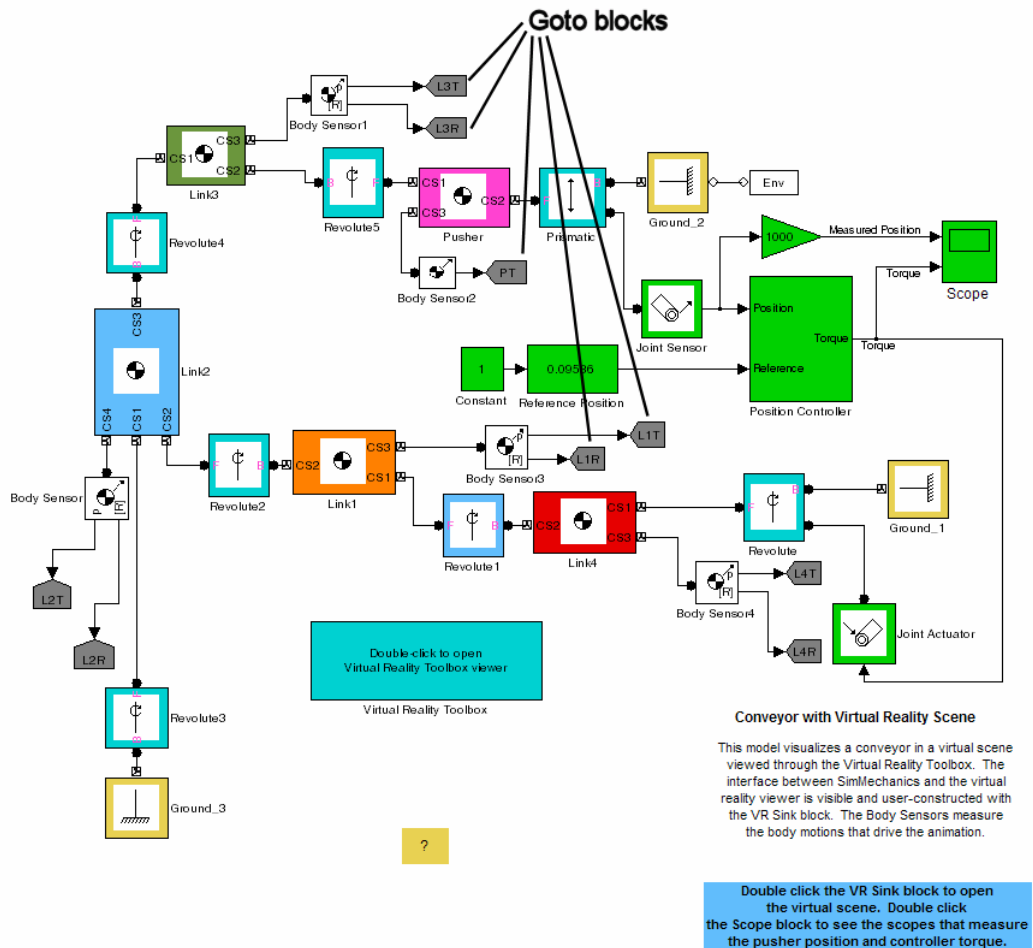 Goto blocks
L3T
P
[R]
Body Sensor1
L3R
CS3
CS1
CS2
Link3
B
F
Revolute5
CS1
CS3
CS2
Pusher
F
B
Prismatic
Ground_2
Env
F
B
Revolute4
Body Sensor2
PT
1000
Measured Position
Torque
Scope
Joint Sensor
Position
Reference
Torque
Torque
Position Controller
1
Constant
0.09586
Reference Position
CS3
Link2
CS4
CS1
CS2
F
B
Revolute2
CS2
CS3
CS1
Link1
P
[R]
Body Sensor3
L1T
L1R
Body Sensor
P
[R]
F
B
Revolute1
CS2
CS1
CS3
Link4
F
B
Revolute
Ground_1
L2T
L2R
P
[R]
Body Sensor4
L4T
L4R
Joint Actuator
Double-click to open
Virtual Reality Toolbox viewer
Virtual Reality Toolbox
F
B
Revolute3
Ground_3
?
Conveyor with Virtual Reality Scene
This model visualizes a conveyor in a virtual scene
viewed through the Virtual Reality Toolbox. The
interface between SimMechanics and the virtual
reality viewer is visible and user-constructed with
the VR Sink block. The Body Sensors measure
the body motions that drive the animation.
Double click the VR Sink block to open
the virtual scene. Double click
the Scope block to see the scopes that measure
the pusher position and controller torque.